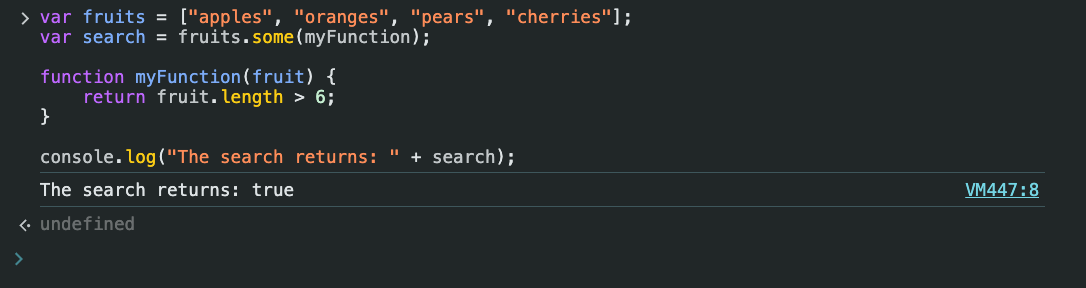 var fruits = ["apples", "oranges", "pears", "cherries"];
var search = fruits.some(myFunction);
function myFunction(fruit) {
    return fruit.length > 6;
}
console.log("The search returns: " + search);
The search returns: true VM447:8
undefined